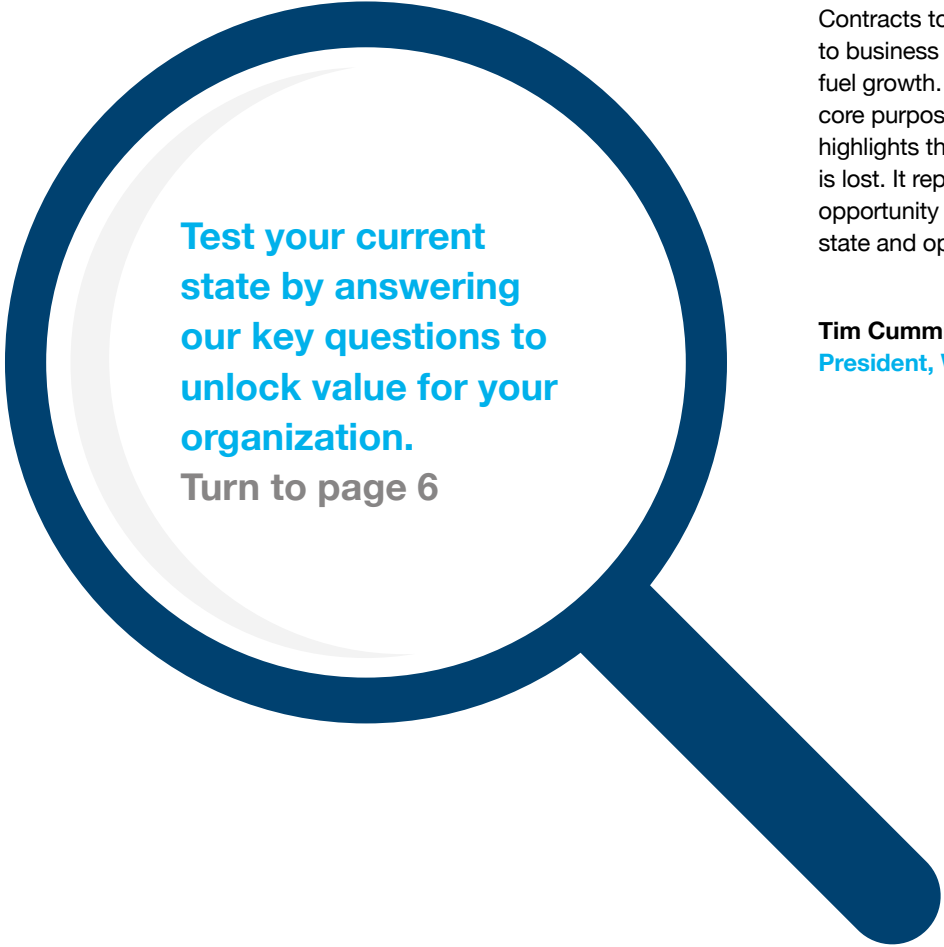 Test your current
state by answering
our key questions to
unlock value for your
organization.
Turn to page 6
Contracts to
to business
fuel growth.
core purpos
highlights th
is lost. It rep
opportunity
state and op
Tim Cumm
President,